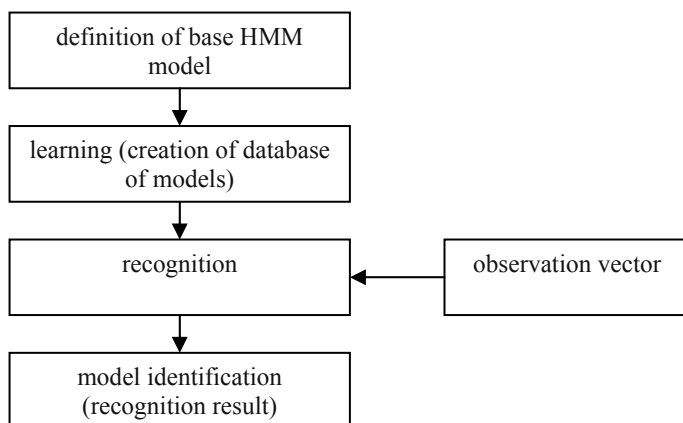 definition of base HMM
model
learning (creation of database
of models)
recognition
observation vector
model identification
(recognition result)